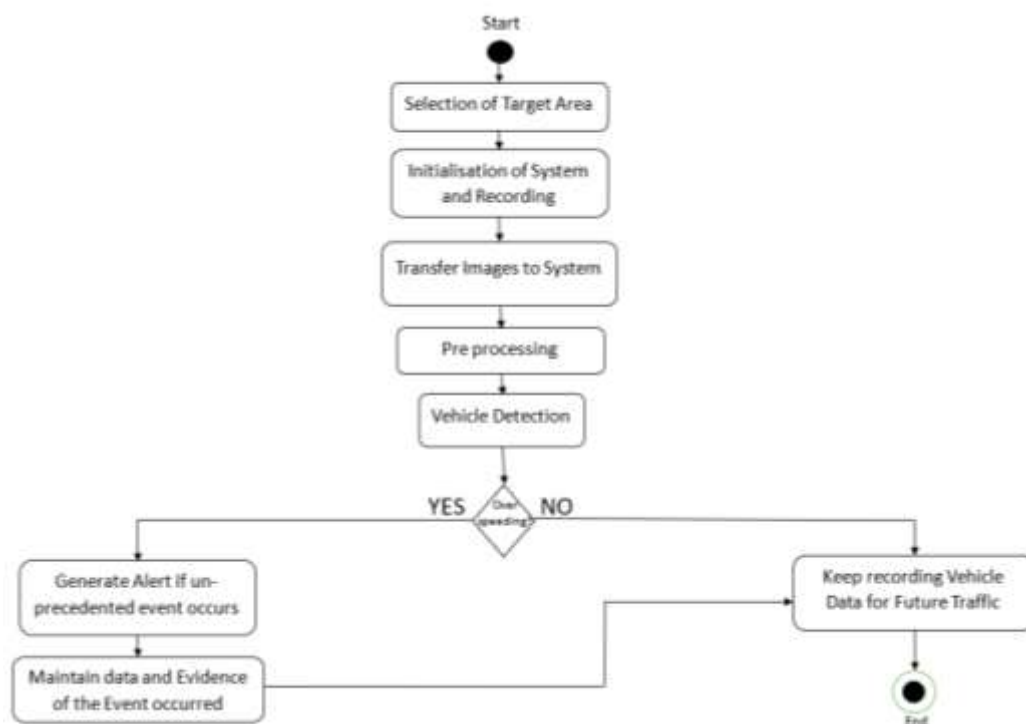 Start
Selection of Target Area
Initialisation of System
and Recording
Transfer Images to System
Pre processing
Vehicle Detection
YES
Over
speeding
NO
Generate Alert if un-
precedented event occurs
Maintain data and Evidence
of the Event occurred
Keep recording Vehicle
Data for Future Traffic
End